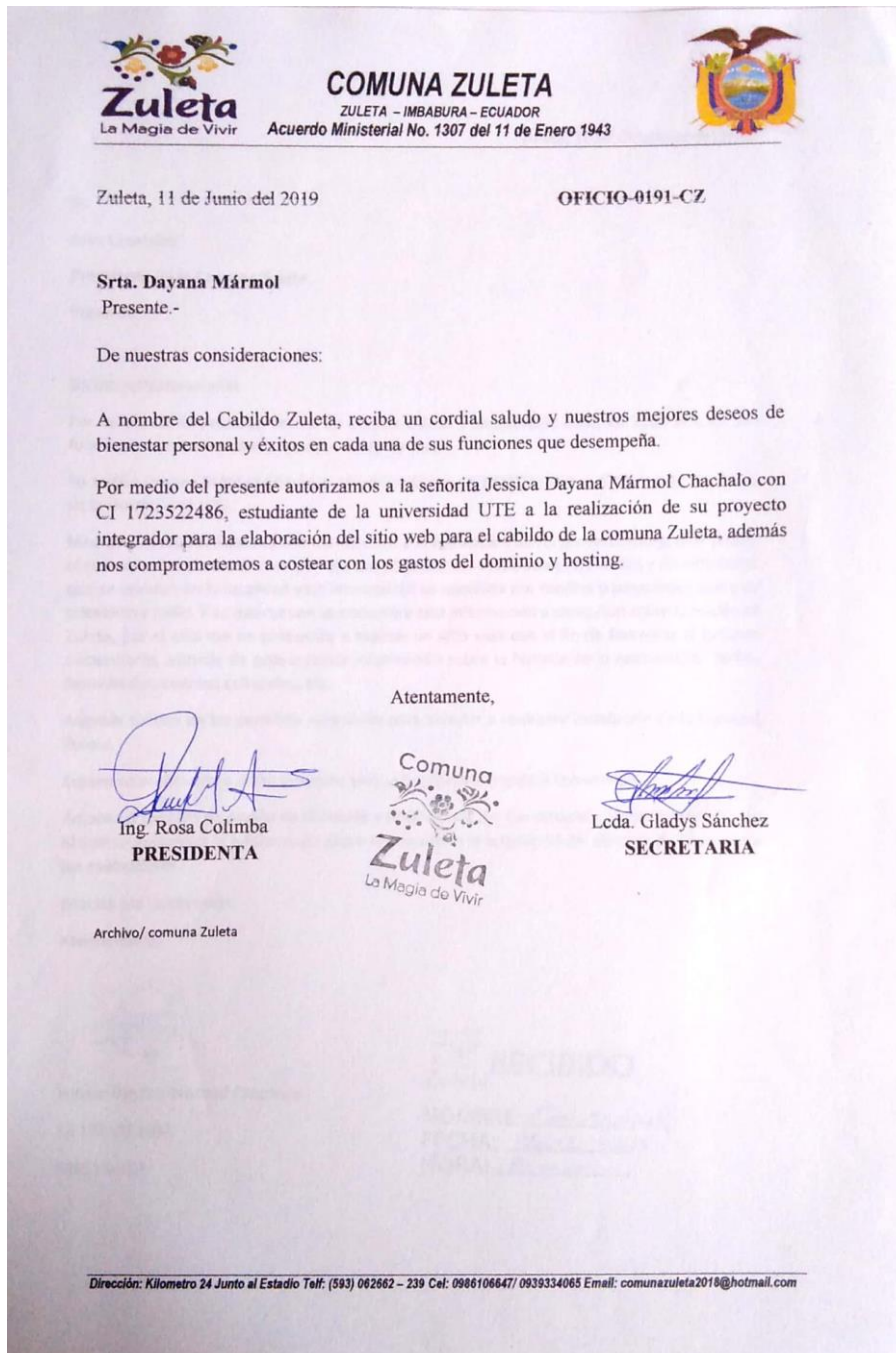 Zuleta
La Magia de Vivir
COMUNA ZULETA
ZULETA – IMBABURA – ECUADOR
Acuerdo Ministerial No. 1307 del 11 de Enero 1943
Zuleta, 11 de Junio del 2019
OFICIO-0191-CZ
Srta. Dayana Mármol
Presente.-
De nuestras consideraciones:
A nombre del Cabildo Zuleta, reciba un cordial saludo y nuestros mejores deseos de
bienestar personal y éxitos en cada una de sus funciones que desempeña.
Por medio del presente autorizamos a la señorita Jessica Dayana Mármol Chachalo con
CI 1723522486, estudiante de la universidad UTE a la realización de su proyecto
integrador para la elaboración del sitio web para el cabildo de la comuna Zuleta, además
nos comprometemos a costear con los gastos del dominio y hosting.
Atentamente,
Ing. Rosa Colimba
PRESIDENTA
Comuna
Zuleta
La Magia de Vivir
Lcda. Gladys Sánchez
SECRETARIA
Archivo/ comuna Zuleta
Dirección: Kilometro 24 Junto al Estadio Telf: (593) 062662 – 239 Cel: 0986106647/ 0939334065 Email: comunazuleta2018@hotmail.com